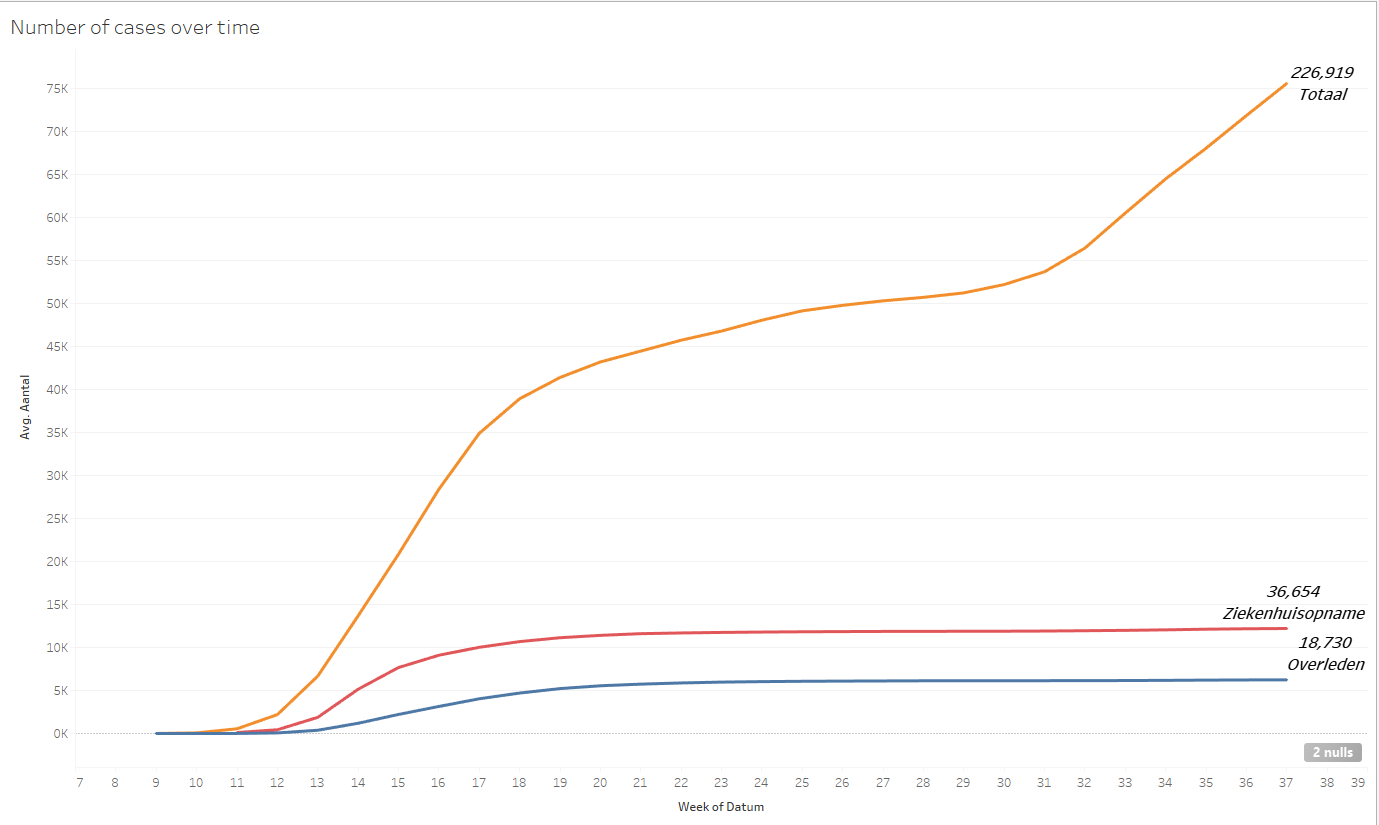 Number of cases over time
226,919
Totaal
75K
70K
65K
60K
55K
50K
45K
40K
35K
30K
25K
20K
15K
10K
5K
0K
Avg. Aantal
36,654
Ziekenhuisopname
18,730
Overleden
2 nulls
7 8 9 10 11 12 13 14 15 16 17 18 19 20 21 22 23 24 25 26 27 28 29 30 31 32 33 34 35 36 37 38 39
Week of Datum